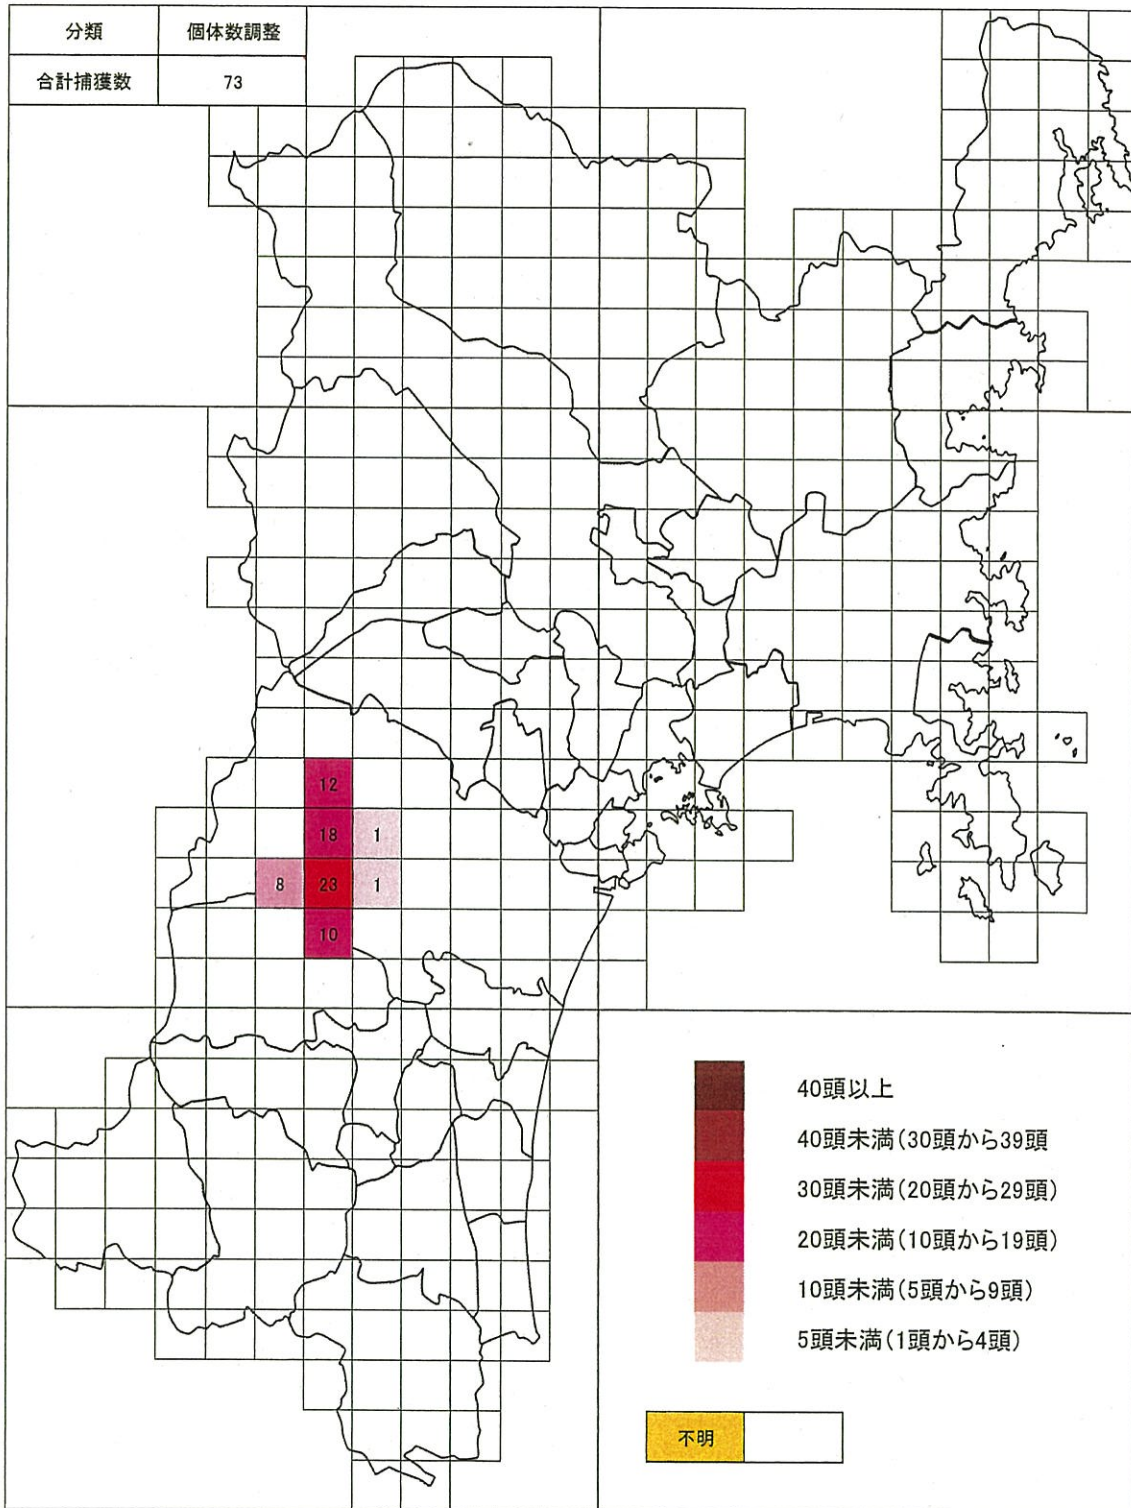 分類 個体数調整
合計捕獲数 73
12
18 1
8 23 1
10
40頭以上
40頭未満(30頭から39頭
30頭未満(20頭から29頭)
20頭未満(10頭から19頭)
10頭未満(5頭から9頭)
5頭未満(1頭から4頭)
不明